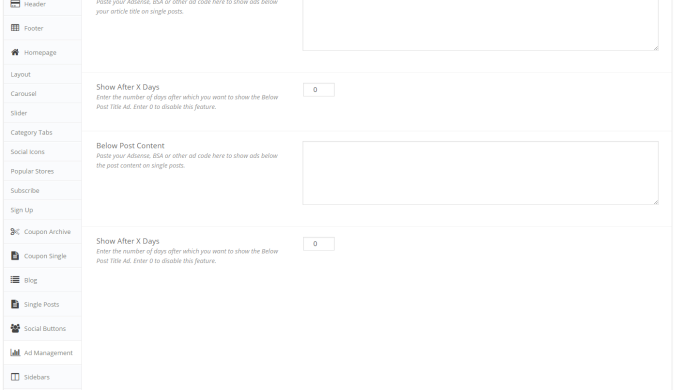 Header
Footer
Homepage
Layout
Carousel
Slider
Category Tabs
Social Icons
Popular Stores
Subscribe
Sign Up
Coupon Archive
Coupon Single
Blog
Single Posts
Social Buttons
Ad Management
Sidebars
Paste your Adsense, BSA or other ad code here to show ads below
your article title on single posts.
Show After X Days
Enter the number of days after which you want to show the Below
Post Title Ad. Enter 0 to disable this feature.
0
Below Post Content
Paste your Adsense, BSA or other ad code here to show ads below
the post content on single posts.
Show After X Days
Enter the number of days after which you want to show the Below
Post Title Ad. Enter 0 to disable this feature.
0